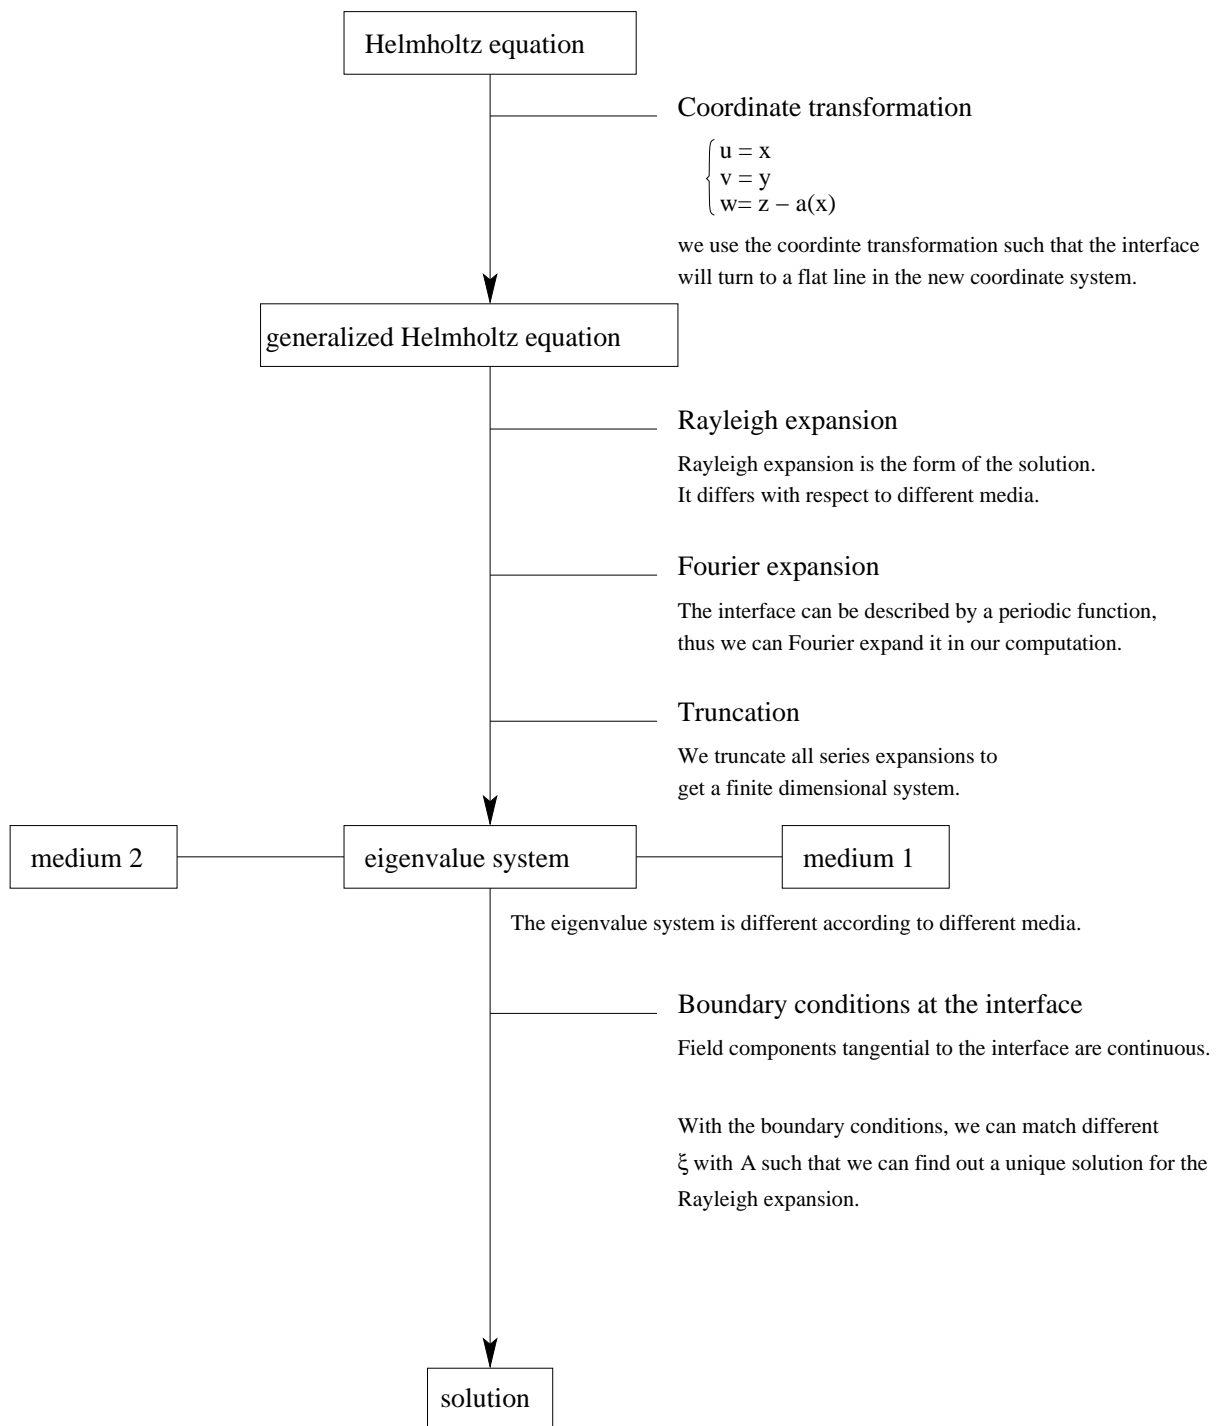 Helmholtz equation
Coordinate transformation
u = x
v = y
w= z – a(x)
we use the coordinte transformation such that the interface
will turn to a flat line in the new coordinate system.
generalized Helmholtz equation
Rayleigh expansion
Rayleigh expansion is the form of the solution.
It differs with respect to different media.
Fourier expansion
The interface can be described by a periodic function,
thus we can Fourier expand it in our computation.
Truncation
We truncate all series expansions to
get a finite dimensional system.
medium 2
eigenvalue system
medium 1
The eigenvalue system is different according to different media.
Boundary conditions at the interface
Field components tangential to the interface are continuous.
With the boundary conditions, we can match different
ξ with A such that we can find out a unique solution for the
Rayleigh expansion.
solution